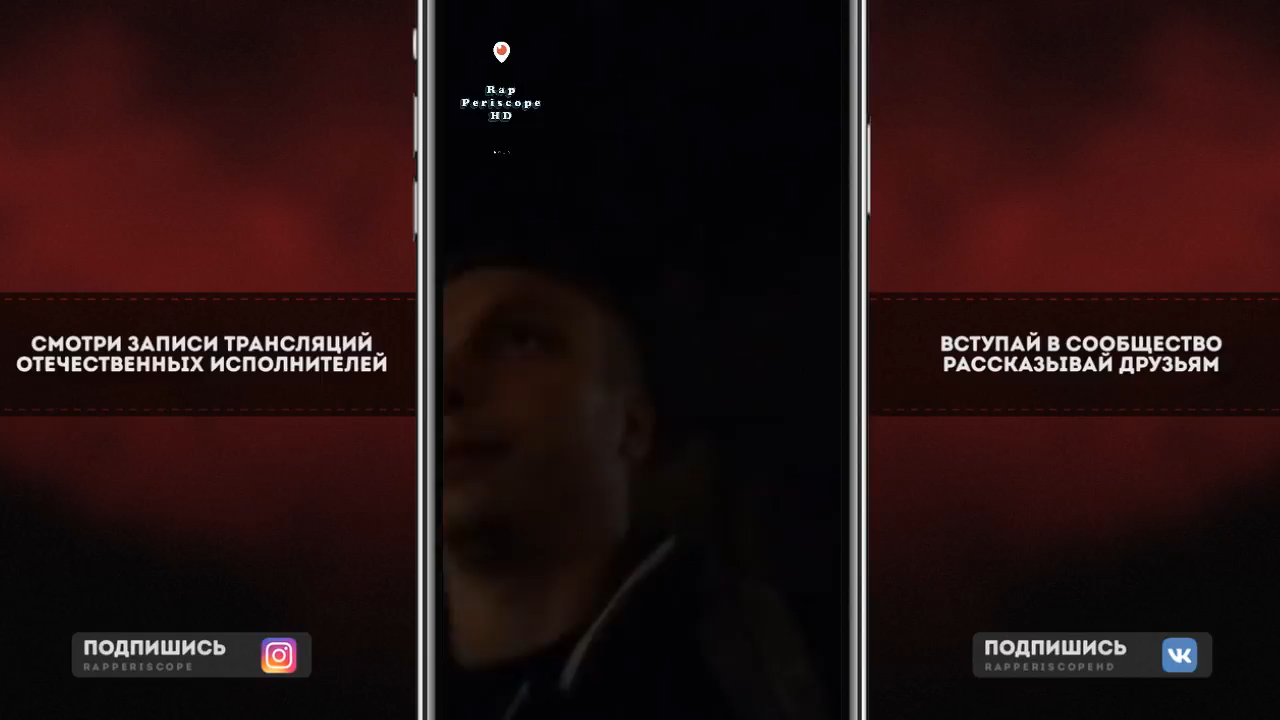 Rap
Periscope
HD
СМОТРИ ЗАПИСИ ТРАНСЛЯЦИЙ
ОТЕЧЕСТВЕННЫХ ИСПОЛНИТЕЛЕЙ
ВСТУПАЙ В СООБЩЕСТВО
РАССКАЗЫВАЙ ДРУЗЬЯМ
ПОДПИШИСЬ
RAPPERISCOPE
ПОДПИШИСЬ
RAPPERISCOPEHD